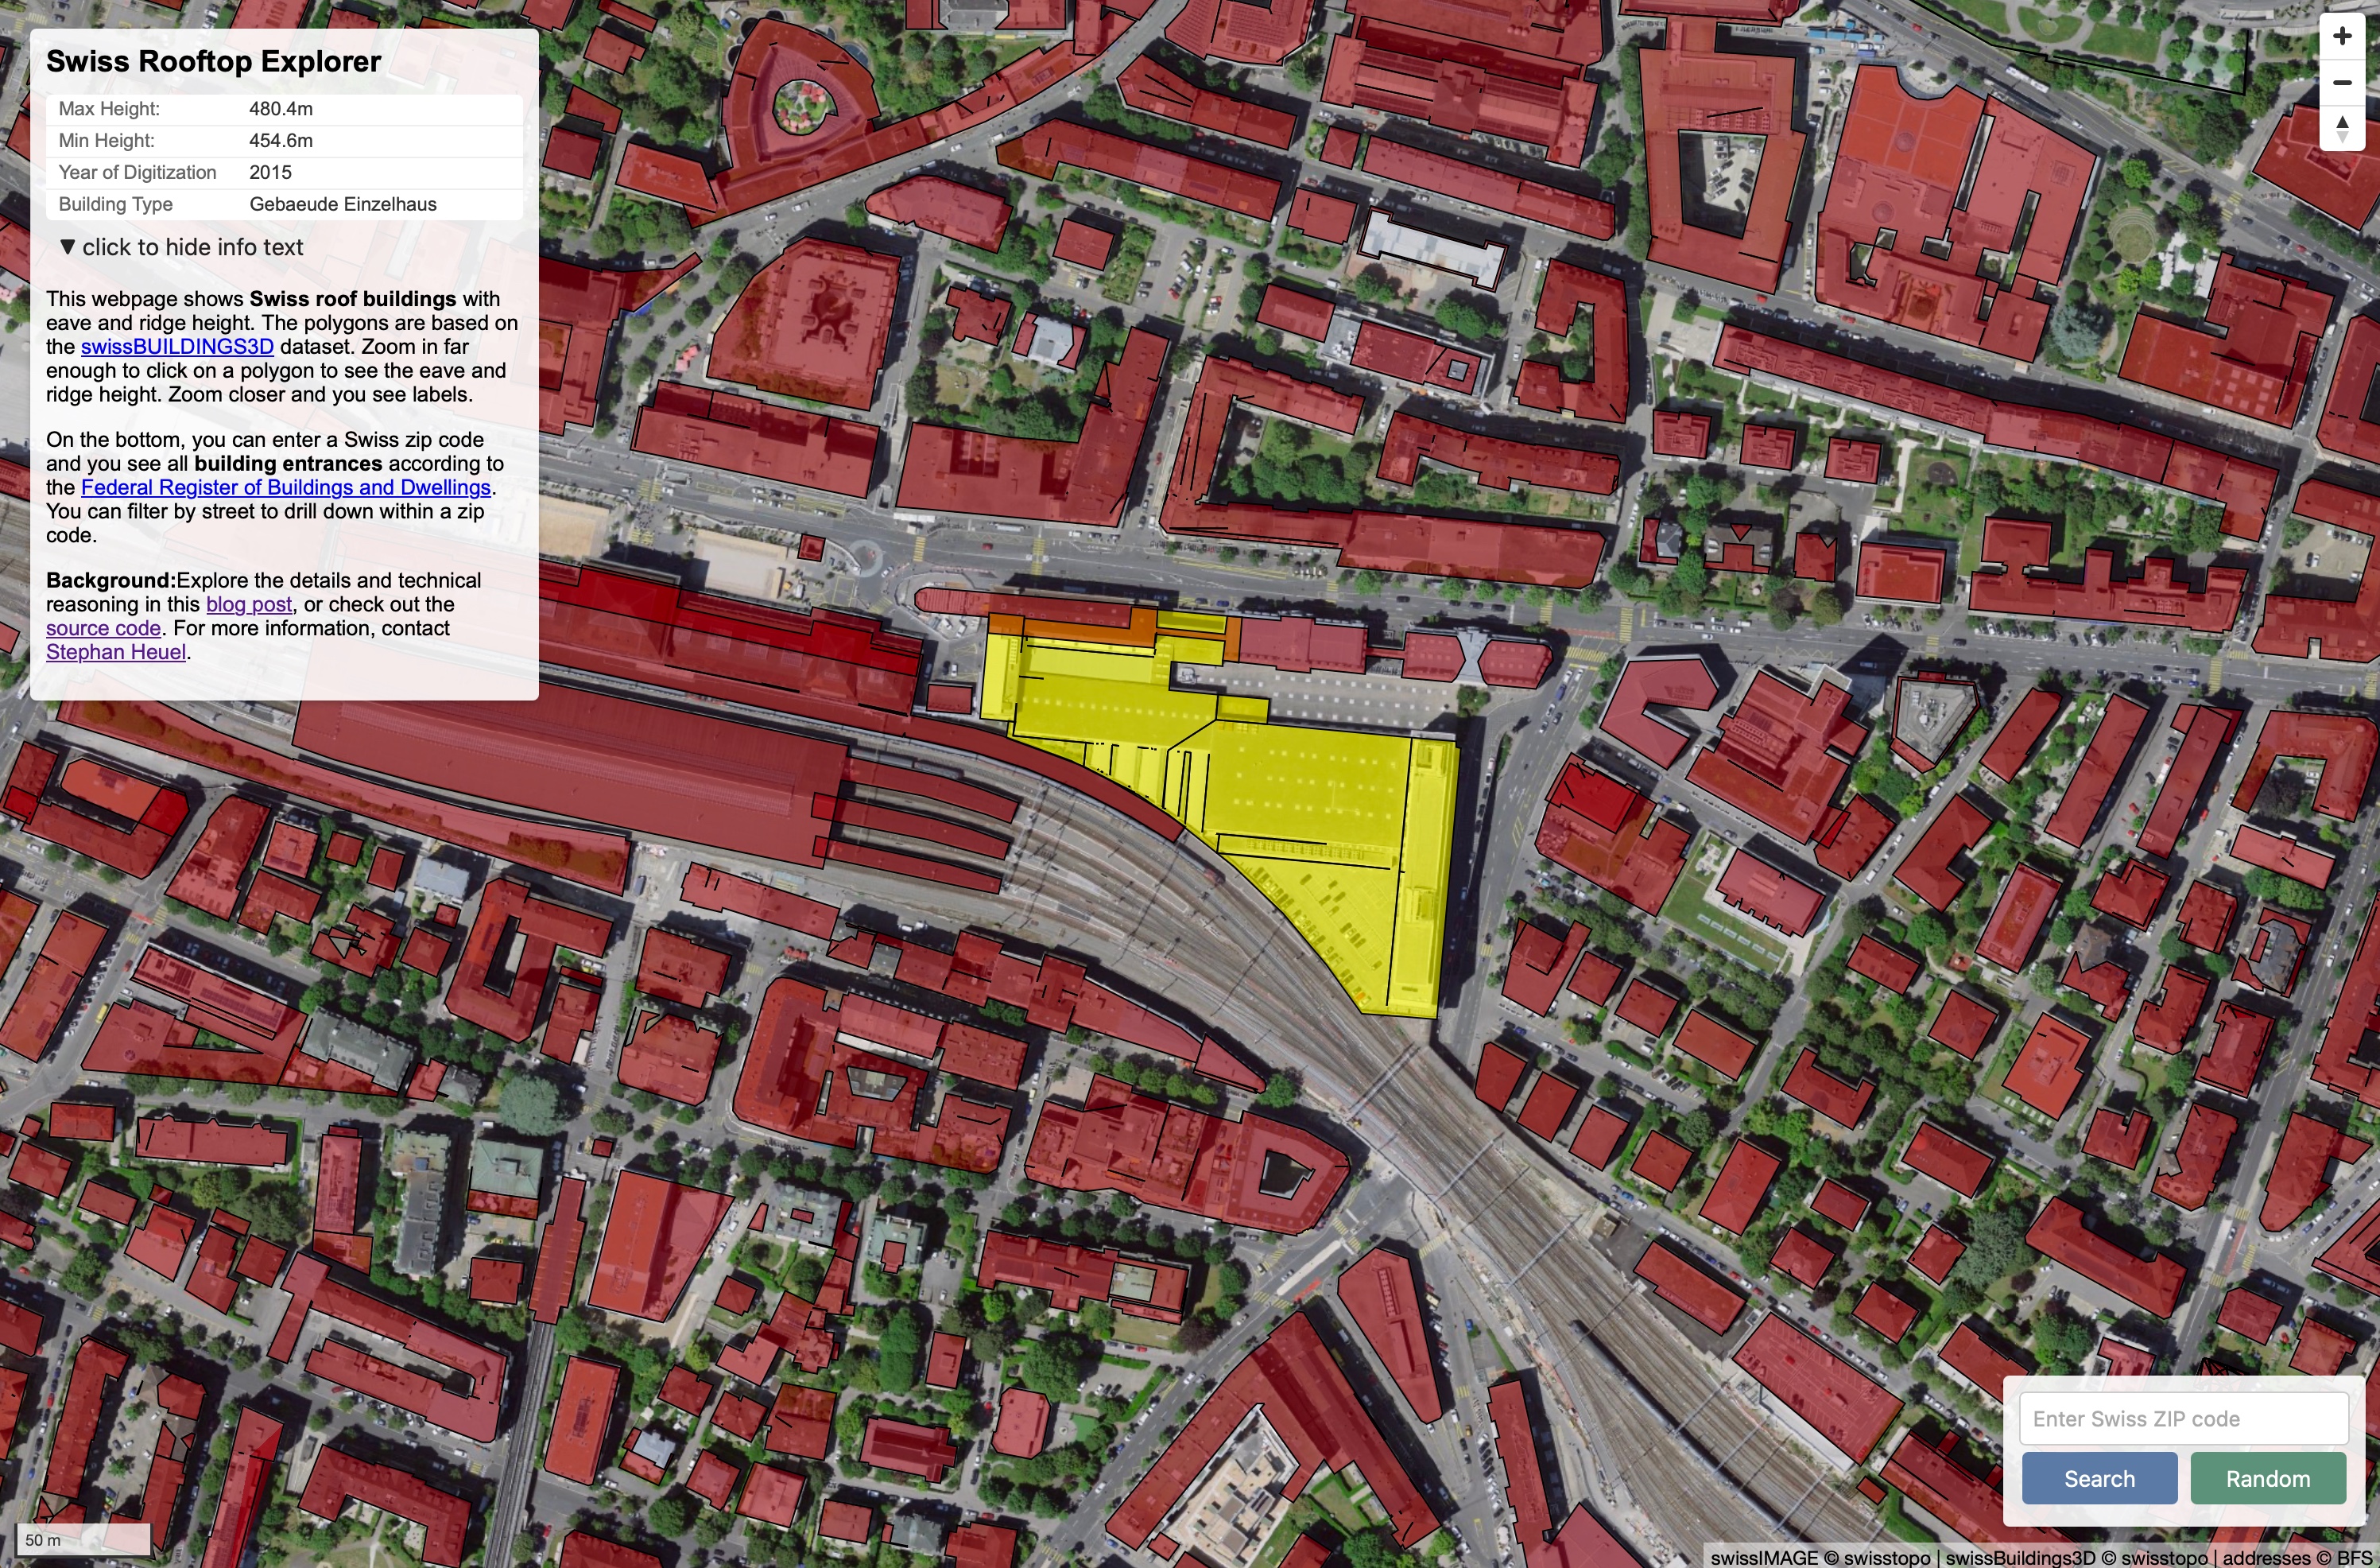 Swiss Rooftop Explorer
Max Height: 480.4m
Min Height: 454.6m
Year of Digitization 2015
Building Type Gebaeude Einzelhaus
▼ click to hide info text
This webpage shows Swiss roof buildings with
eave and ridge height. The polygons are based on
the swissBUILDINGS3D dataset. Zoom in far
enough to click on a polygon to see the eave and
ridge height. Zoom closer and you see labels.
On the bottom, you can enter a Swiss zip code
and you see all building entrances according to
the Federal Register of Buildings and Dwellings.
You can filter by street to drill down within a zip
code.
Background:Explore the details and technical
reasoning in this blog post, or check out the
source code. For more information, contact
Stephan Heuel.
Enter Swiss ZIP code
Search Random
50 m
swissIMAGE © swisstopo | swissBuildings3D © swisstopo | addresses © BFS